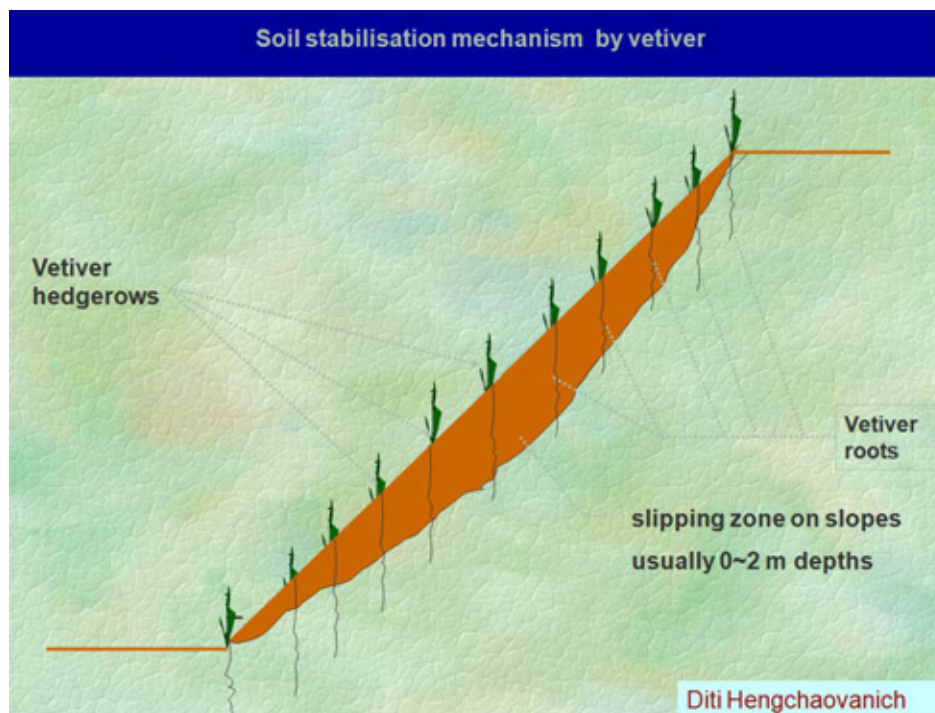 Soil stabilisation mechanism by vetiver
Vetiver
hedgerows
Vetiver
roots
slipping zone on slopes
usually 0~2 m depths
Diti Hengchaovanich